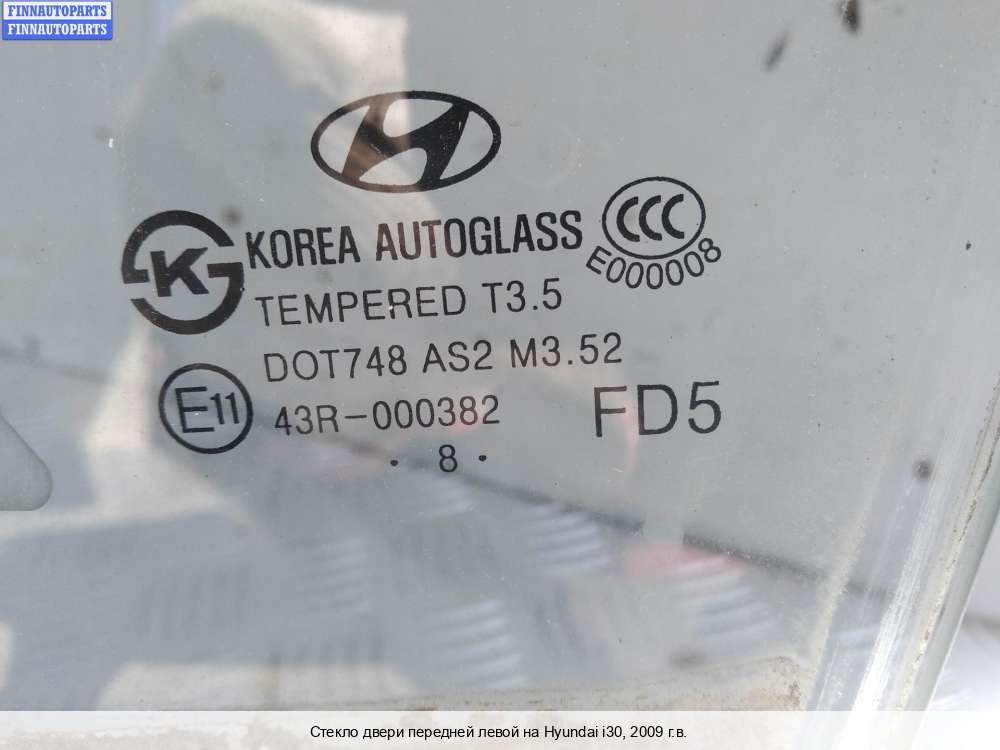 FINNAUTOPARTS
FINNAUTOPARTS
KOREA AUTOGLASS
CCC
E000008
K
TEMPERED T3.5
DOT748 AS2 M3.52
E11 43R-000382
FD5
. 8 .
Стекло двери передней левой на Hyundai i30, 2009 г.в.